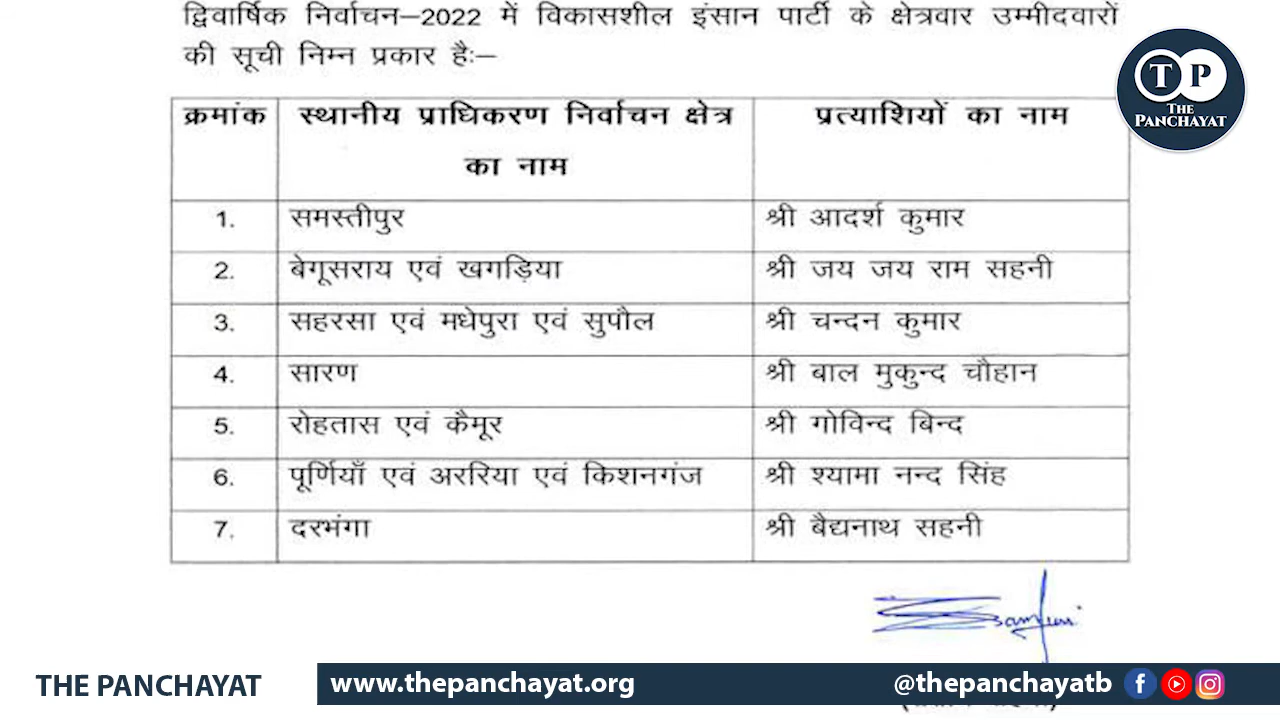 द्विवार्षिक निर्वाचन–2022 में विकासशील इंसान पार्टी के क्षेत्रवार उम्मीदवारों
की सूची निम्न प्रकार है:–
TP
THE
PANCHAYAT
क्रमांक स्थानीय प्राधिकरण निर्वाचन क्षेत्र का नाम प्रत्याशियों का नाम
1. समस्तीपुर श्री आदर्श कुमार
2. बेगूसराय एवं खगड़िया श्री जय जय राम सहनी
3. सहरसा एवं मधेपुरा एवं सुपौल श्री चन्दन कुमार
4. सारण श्री बाल मुकुन्द चौहान
5. रोहतास एवं कैमूर श्री गोविन्द बिन्द
6. पूर्णियाँ एवं अररिया एवं किशनगंज श्री श्यामा नन्द सिंह
7. दरभंगा श्री बैद्यनाथ सहनी
THE PANCHAYAT www.thepanchayat.org @thepanchayatb